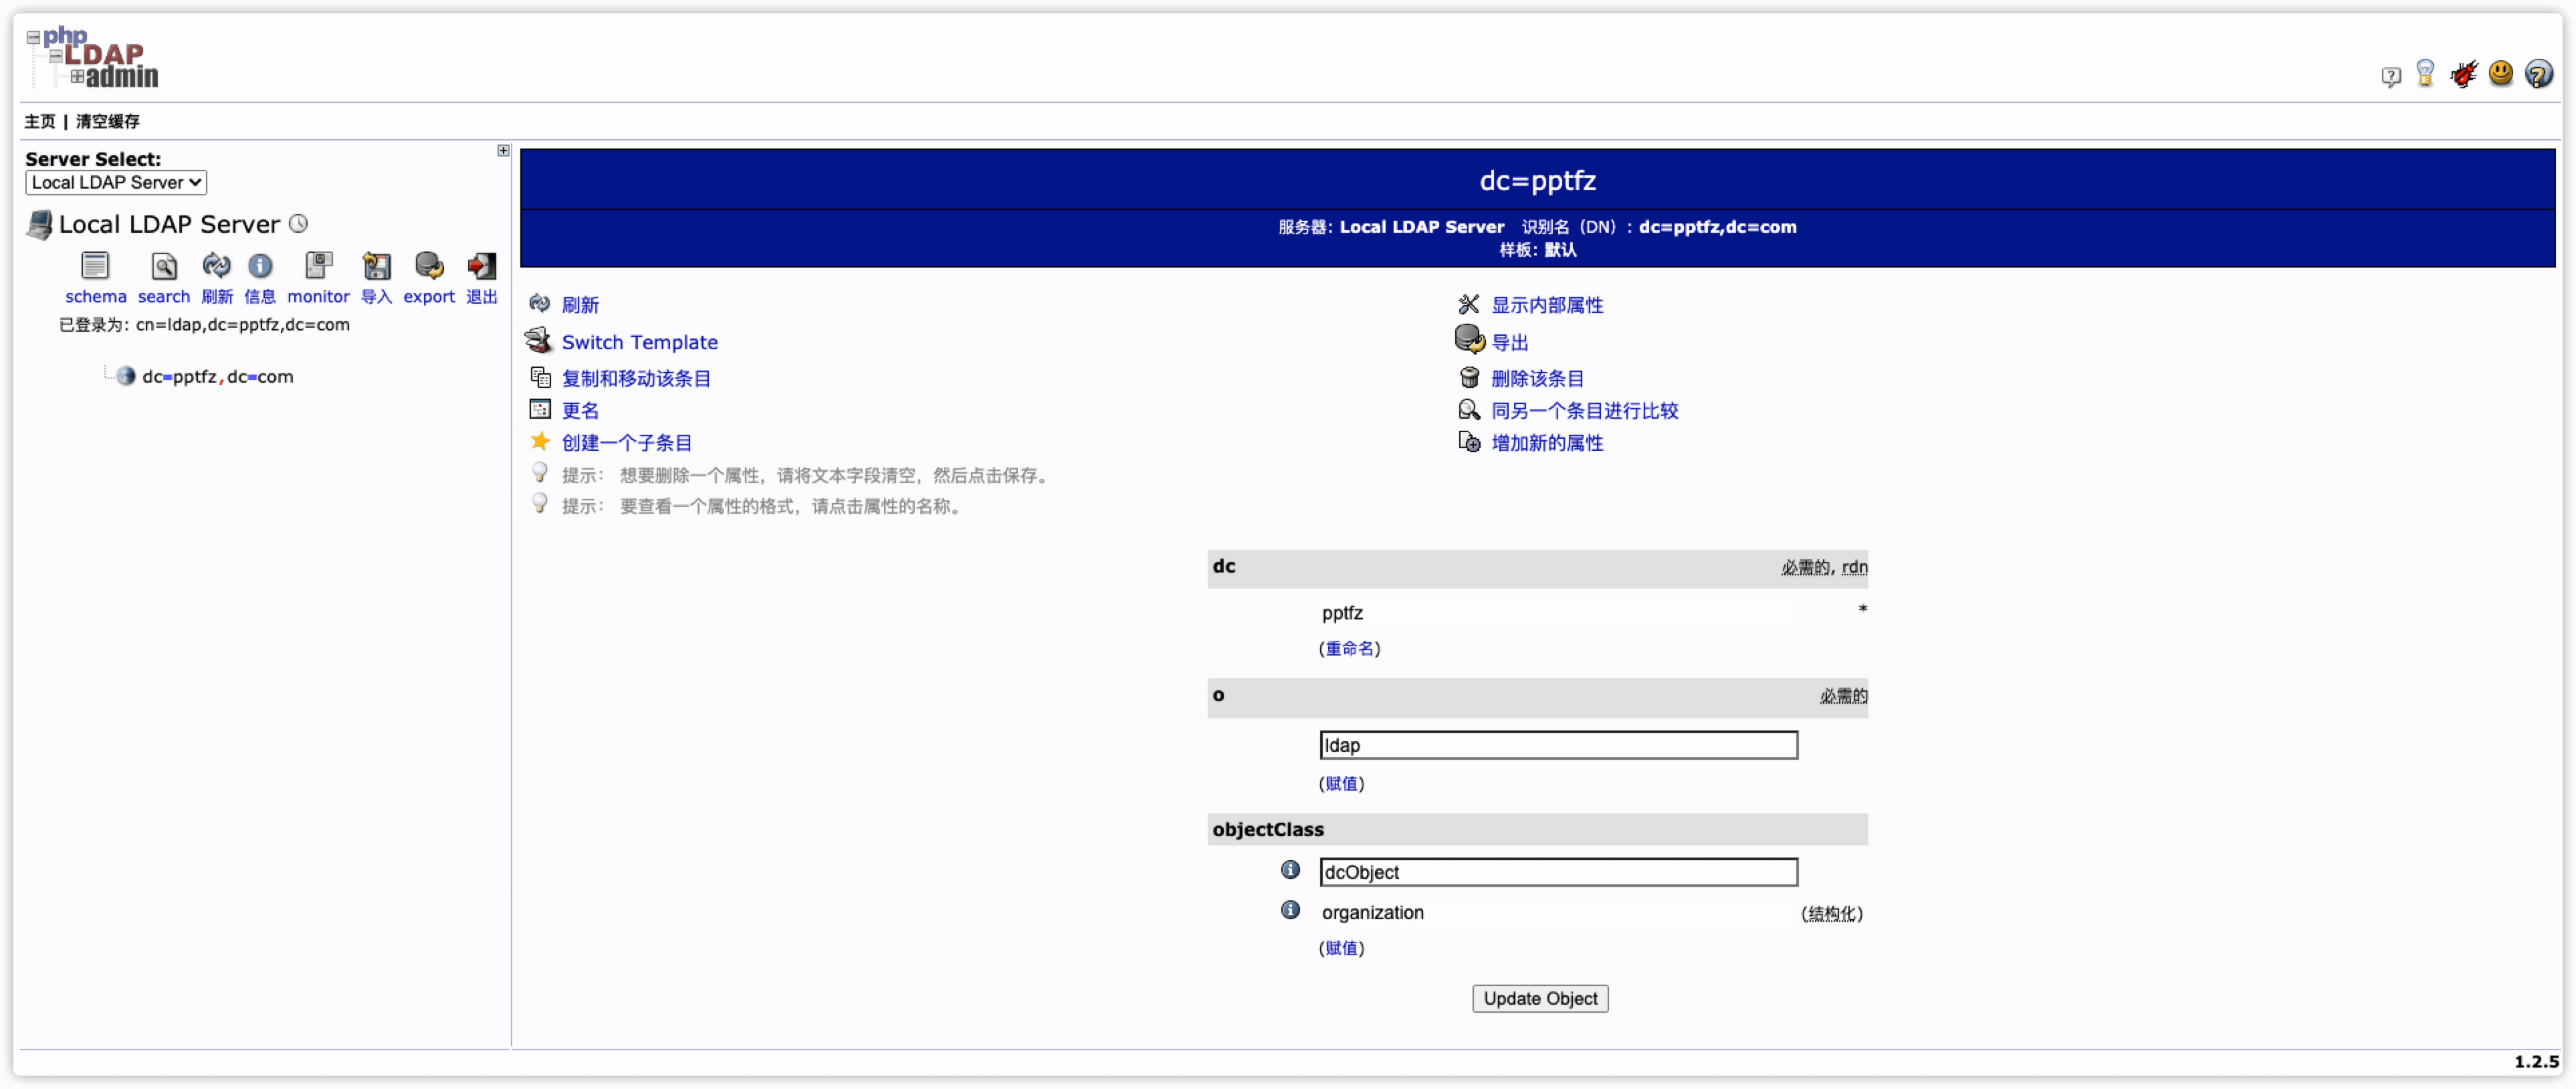 php
LDAP
admin
主页 | 清空缓存
Server Select:
Local LDAP Server
Local LDAP Server
schema search 刷新 信息 monitor 导入 export 退出
已登录为: cn=ldap,dc=pptfz,dc=com
dc=pptfz,dc=com
dc=pptfz
服务器: Local LDAP Server 识别名（DN）: dc=pptfz,dc=com
样板: 默认
刷新
显示内部属性
Switch Template
导出
复制和移动该条目
删除该条目
更名
同另一个条目进行比较
创建一个子条目
增加新的属性
提示: 想要删除一个属性，请将文本字段清空，然后点击保存。
提示: 要查看一个属性的格式，请点击属性的名称。
dc 必需的, rdn
pptfz *
(重命名)
o 必需的
ldap
(赋值)
objectClass
dcObject
organization (结构化)
(赋值)
Update Object
1.2.5